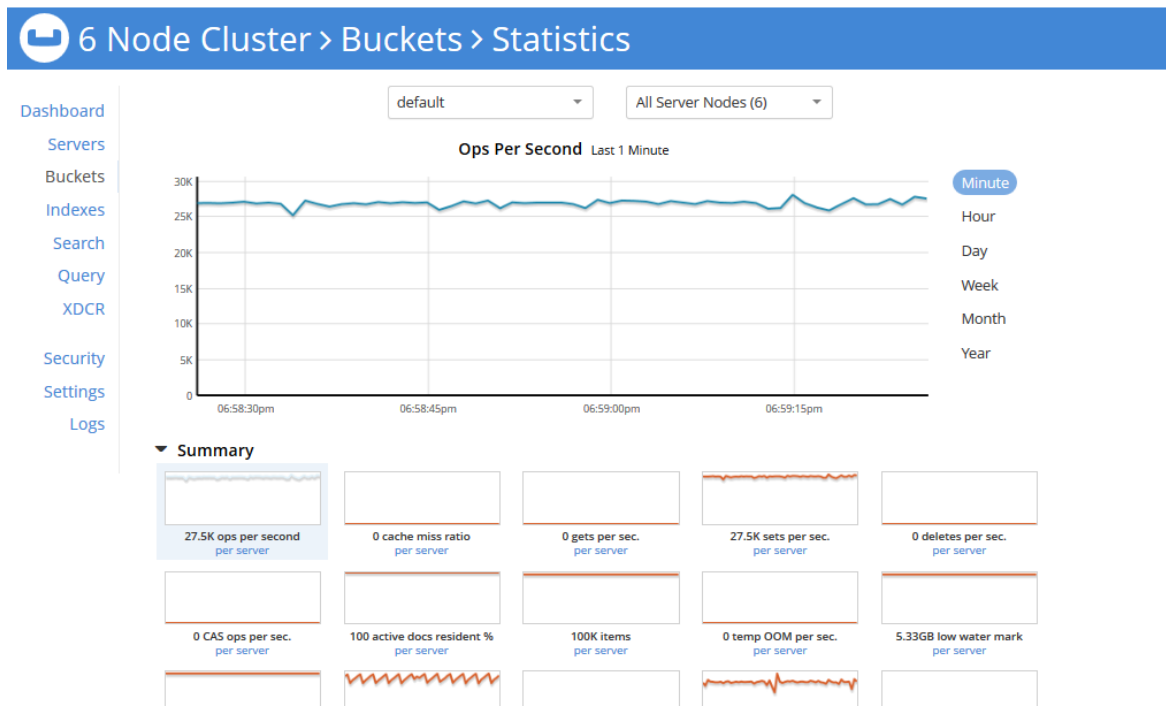 6 Node Cluster > Buckets > Statistics
Dashboard
Servers
Buckets
Indexes
Search
Query
XDCR
Security
Settings
Logs
default
All Server Nodes (6)
Ops Per Second Last 1 Minute
30K
25K
20K
15K
10K
5K
0
06:58:30pm
06:58:45pm
06:59:00pm
06:59:15pm
Minute
Hour
Day
Week
Month
Year
Summary
27.5K ops per second
per server
0 cache miss ratio
per server
0 gets per sec.
per server
27.5K sets per sec.
per server
0 deletes per sec.
per server
0 CAS ops per sec.
per server
100 active docs resident %
per server
100K items
per server
0 temp OOM per sec.
per server
5.33GB low water mark
per server